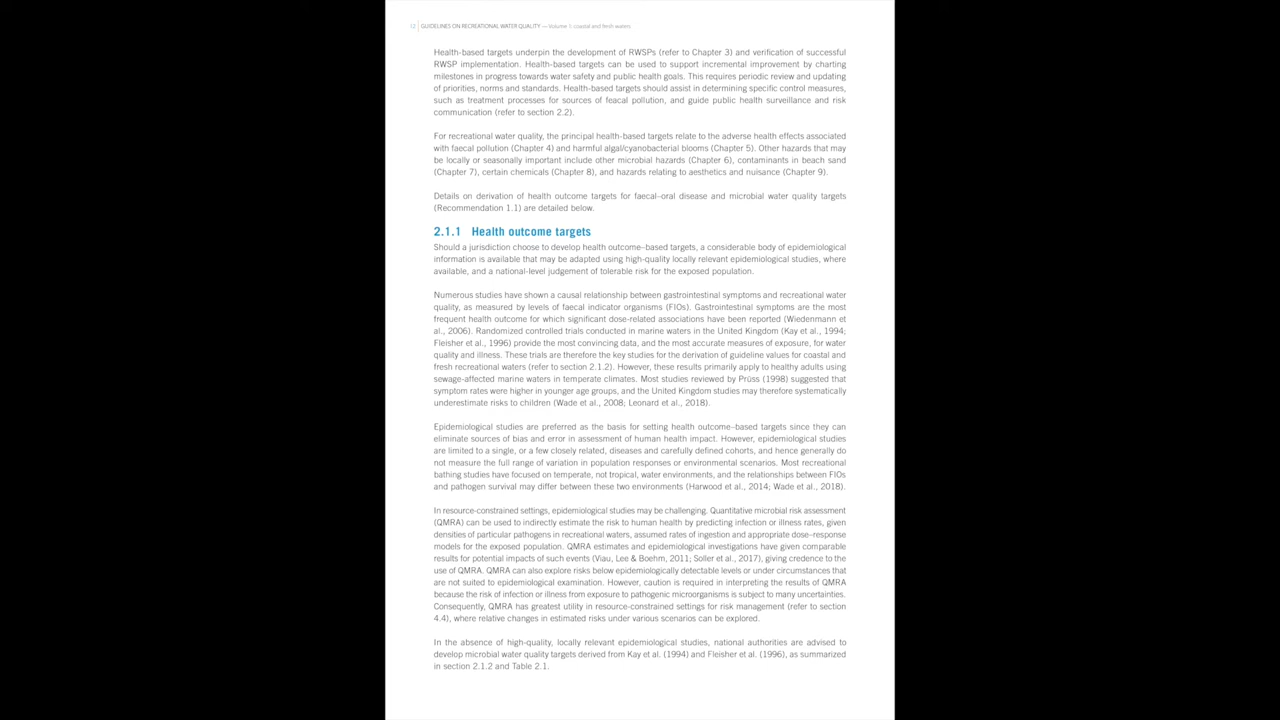 12 GUIDELINES ON RECREATIONAL WATER QUALITY — Volume 1: coastal and fresh waters
Health-based targets underpin the development of RWSPs (refer to Chapter 3) and verification of successful
RWSP implementation. Health-based targets can be used to support incremental improvement by charting
milestones in progress towards water safety and public health goals. This requires periodic review and updating
of priorities, norms and standards. Health-based targets should assist in determining specific control measures,
such as treatment processes for sources of feacal pollution, and guide public health surveillance and risk
communication (refer to section 2.2).
For recreational water quality, the principal health-based targets relate to the adverse health effects associated
with faecal pollution (Chapter 4) and harmful algal/cyanobacterial blooms (Chapter 5). Other hazards that may
be locally or seasonally important include other microbial hazards (Chapter 6), contaminants in beach sand
(Chapter 7), certain chemicals (Chapter 8), and hazards relating to aesthetics and nuisance (Chapter 9).
Details on derivation of health outcome targets for faecal–oral disease and microbial water quality targets
(Recommendation 1.1) are detailed below.
2.1.1 Health outcome targets
Should a jurisdiction choose to develop health outcome–based targets, a considerable body of epidemiological
information is available that may be adapted using high-quality locally relevant epidemiological studies, where
available, and a national-level judgement of tolerable risk for the exposed population.
Numerous studies have shown a causal relationship between gastrointestinal symptoms and recreational water
quality, as measured by levels of faecal indicator organisms (FIOs). Gastrointestinal symptoms are the most
frequent health outcome for which significant dose-related associations have been reported (Wiedenmann et
al., 2006). Randomized controlled trials conducted in marine waters in the United Kingdom (Kay et al., 1994;
Fleisher et al., 1996) provide the most convincing data, and the most accurate measures of exposure, for water
quality and illness. These trials are therefore the key studies for the derivation of guideline values for coastal and
fresh recreational waters (refer to section 2.1.2). However, these results primarily apply to healthy adults using
sewage-affected marine waters in temperate climates. Most studies reviewed by Prüss (1998) suggested that
symptom rates were higher in younger age groups, and the United Kingdom studies may therefore systematically
underestimate risks to children (Wade et al., 2008; Leonard et al., 2018).
Epidemiological studies are preferred as the basis for setting health outcome–based targets since they can
eliminate sources of bias and error in assessment of human health impact. However, epidemiological studies
are limited to a single, or a few closely related, diseases and carefully defined cohorts, and hence generally do
not measure the full range of variation in population responses or environmental scenarios. Most recreational
bathing studies have focused on temperate, not tropical, water environments, and the relationships between FIOs
and pathogen survival may differ between these two environments (Harwood et al., 2014; Wade et al., 2018).
In resource-constrained settings, epidemiological studies may be challenging. Quantitative microbial risk assessment
(QMRA) can be used to indirectly estimate the risk to human health by predicting infection or illness rates, given
densities of particular pathogens in recreational waters, assumed rates of ingestion and appropriate dose–response
models for the exposed population. QMRA estimates and epidemiological investigations have given comparable
results for potential impacts of such events (Viau, Lee & Boehm, 2011; Soller et al., 2017), giving credence to the
use of QMRA. QMRA can also explore risks below epidemiologically detectable levels or under circumstances that
are not suited to epidemiological examination. However, caution is required in interpreting the results of QMRA
because the risk of infection or illness from exposure to pathogenic microorganisms is subject to many uncertainties.
Consequently, QMRA has greatest utility in resource-constrained settings for risk management (refer to section
4.4), where relative changes in estimated risks under various scenarios can be explored.
In the absence of high-quality, locally relevant epidemiological studies, national authorities are advised to
develop microbial water quality targets derived from Kay et al. (1994) and Fleisher et al. (1996), as summarized
in section 2.1.2 and Table 2.1.